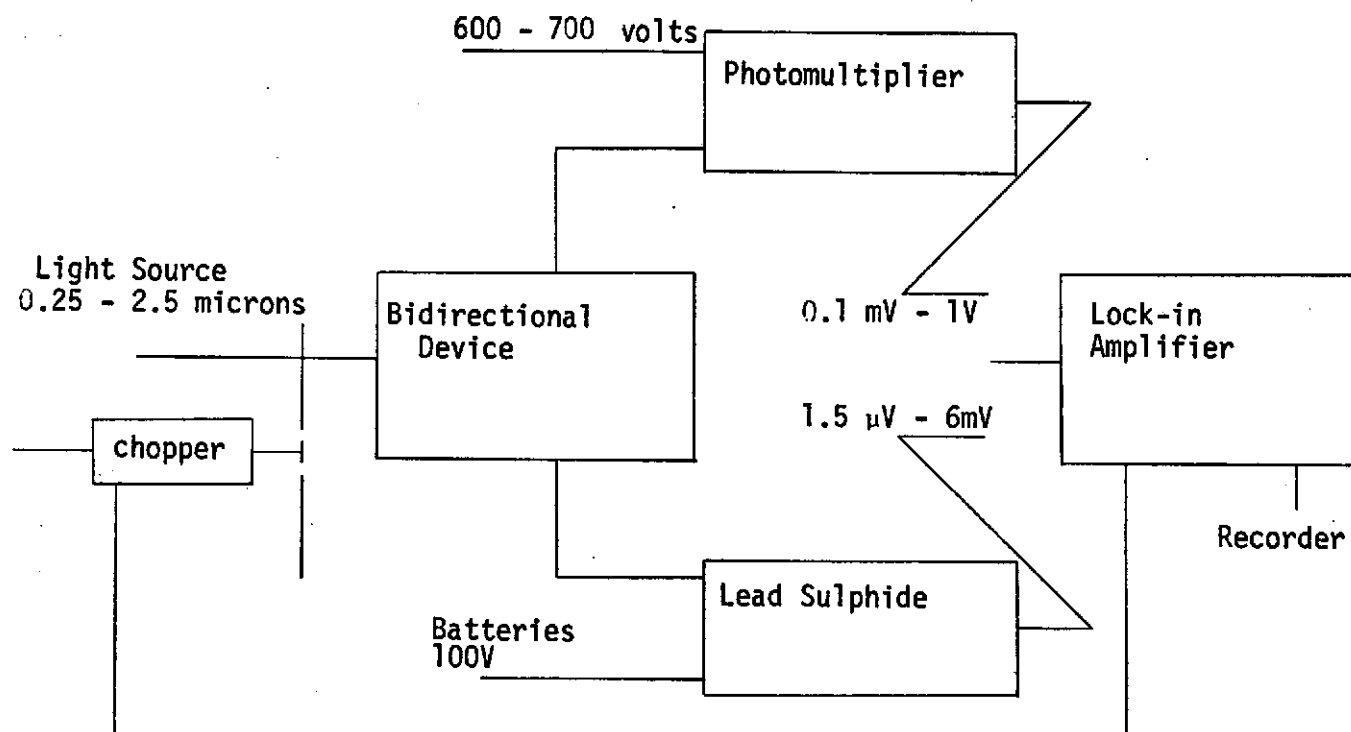 600 - 700 volts
Photomultiplier
Light Source
0.25 - 2.5 microns
Bidirectional
Device
0.1 mV - 1V
Lock-in
Amplifier
chopper
1.5 µV - 6mV
Recorder
Lead Sulphide
Batteries
100V